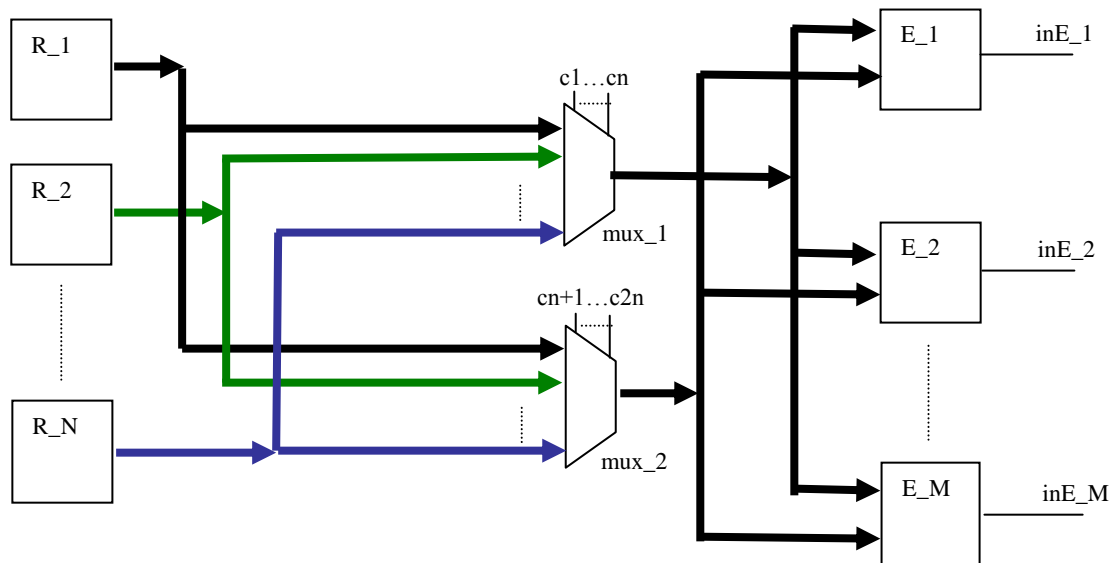 R_1
R_2
R_N
c1…cn
mux_1
cn+1…c2n
mux_2
E_1
inE_1
E_2
inE_2
E_M
inE_M